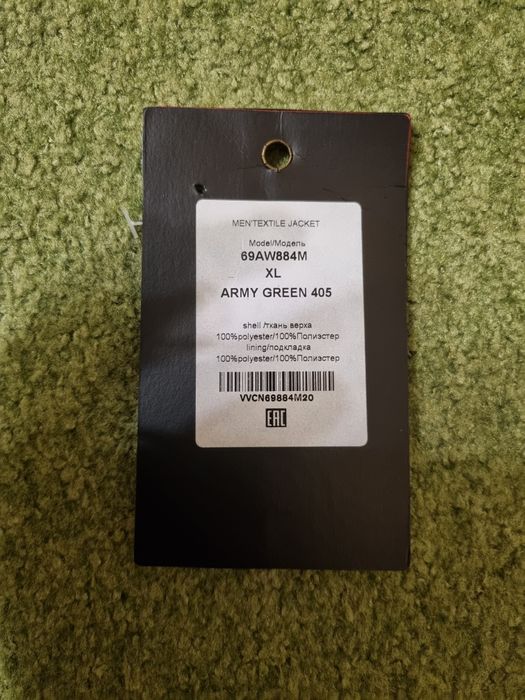 MEN'TEXTILE JACKET
Model/Модель
69AW884M
XL
ARMY GREEN 405
shell /ткань верха
100%polyester/100%Полиэстер
lining/подкладка
100%polyester/100%Полиэстер
VVCN69884M20
EAC